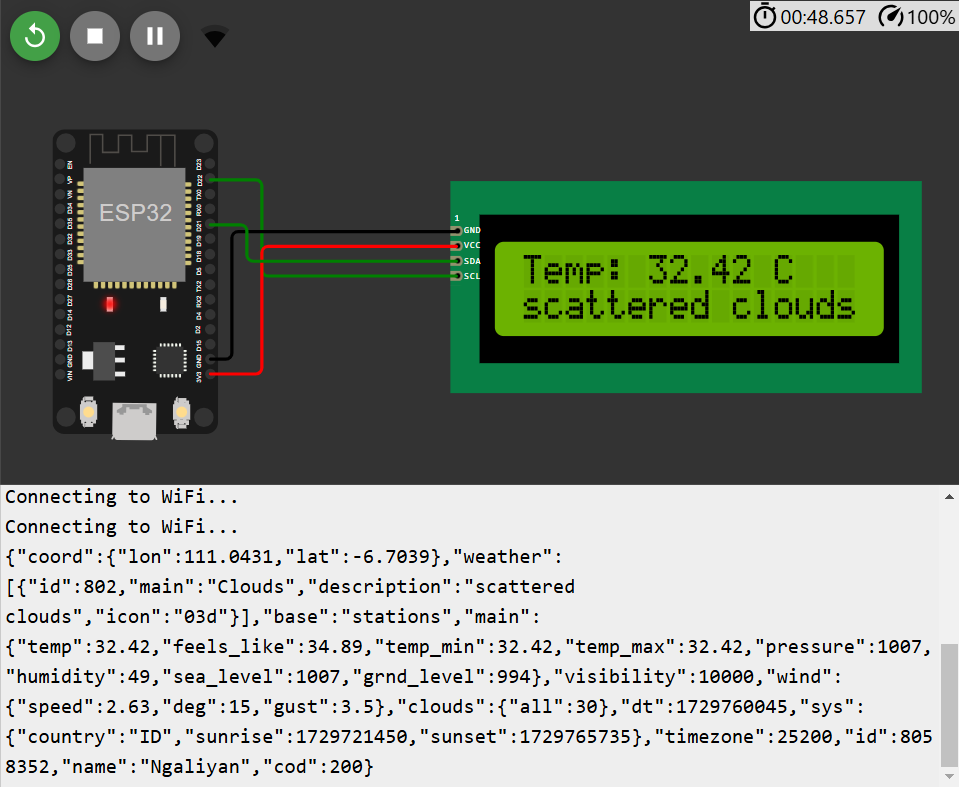 00:48.657 100%
EN
VP
VN
D34
D35
D32
D33
D25
D26
D27
D14
D12
D13
GND
VIN
ESP32
D23
D22
TX0
RX0
D21
D19
D18
D5
TX2
RX2
D4
D2
D15
GND
3V3
1
GND
VCC
SDA
SCL
Temp: 32.42 C
scattered clouds
Connecting to WiFi...
Connecting to WiFi...
{"coord":{"lon":111.0431,"lat":-6.7039},"weather":
[{"id":802,"main":"Clouds","description":"scattered
clouds","icon":"03d"}],"base":"stations","main":
{"temp":32.42,"feels_like":34.89,"temp_min":32.42,"temp_max":32.42,"pressure":1007,
"humidity":49,"sea_level":1007,"grnd_level":994},"visibility":10000,"wind":
{"speed":2.63,"deg":15,"gust":3.5},"clouds":{"all":30},"dt":1729760045,"sys":
{"country":"ID","sunrise":1729721450,"sunset":1729765735},"timezone":25200,"id":805
8352,"name":"Ngaliyan","cod":200}